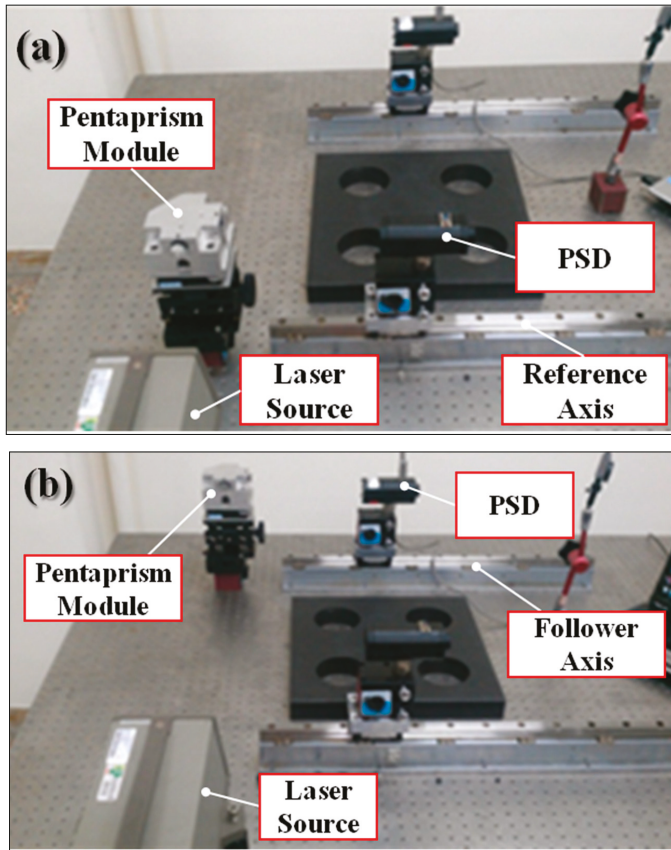 (a)
Pentaprism
Module
PSD
Laser
Source
Reference
Axis
(b)
PSD
Pentaprism
Module
Follower
Axis
Laser
Source